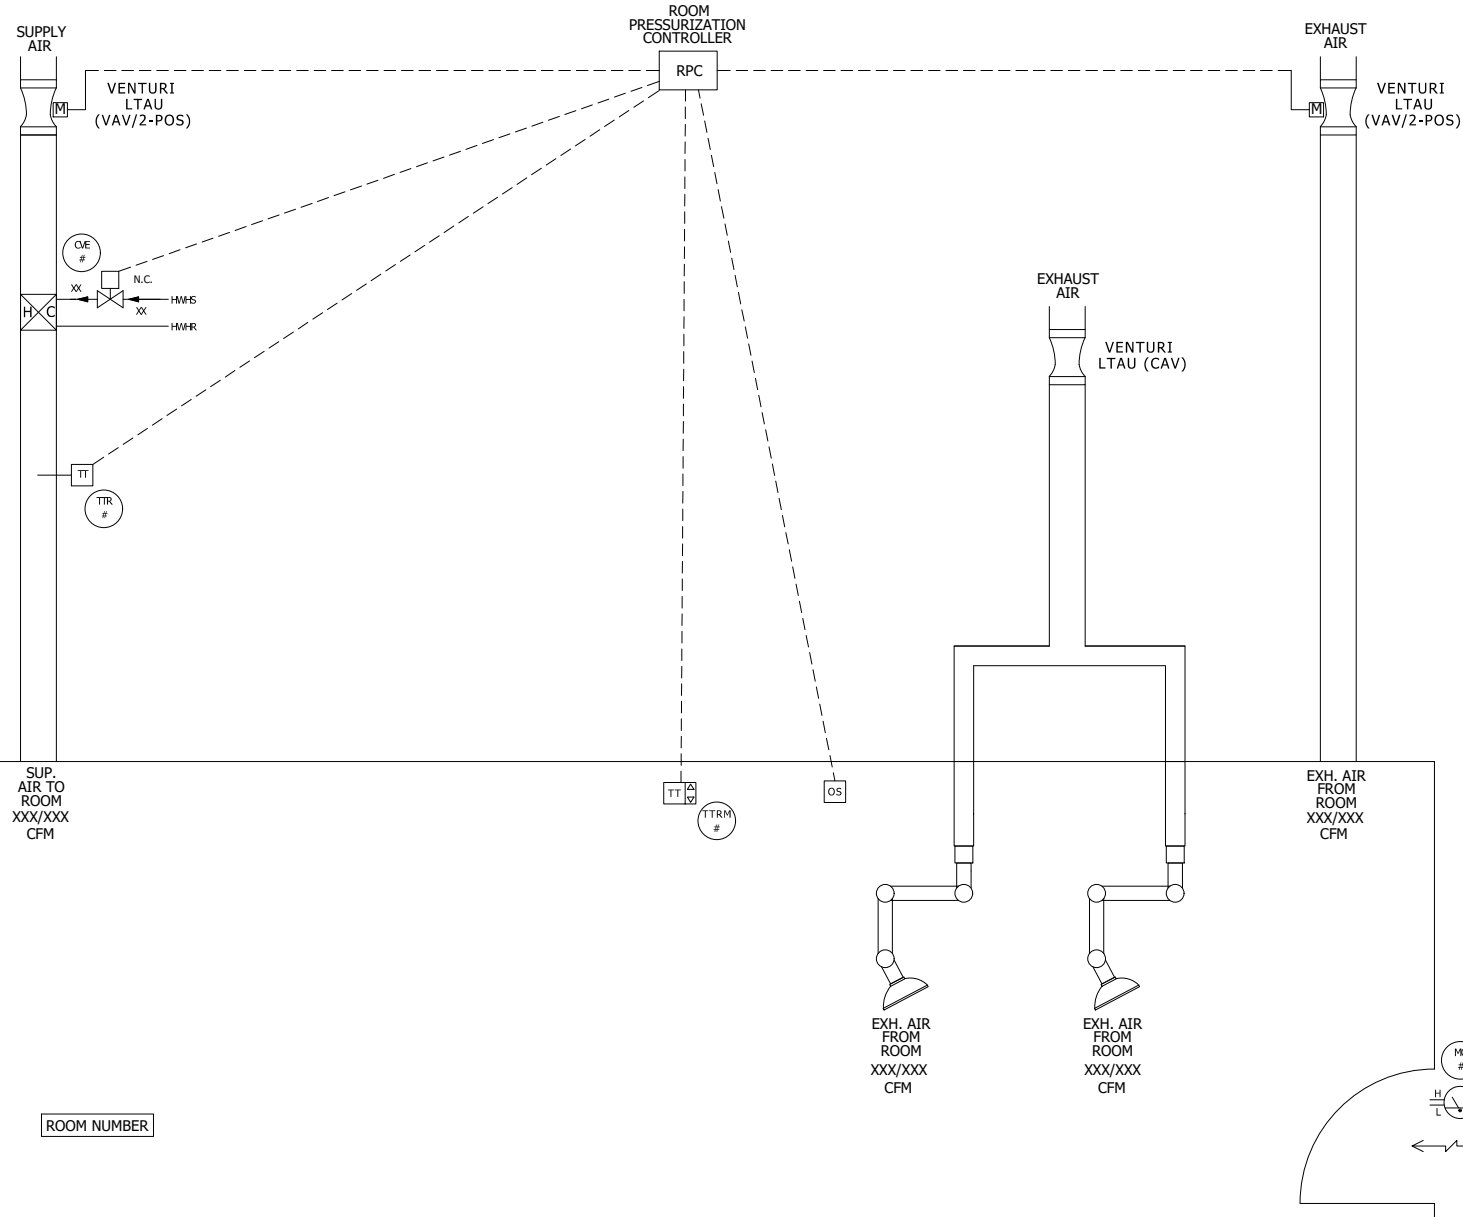 ROOM
PRESSURIZATION
CONTROLLER
RPC
SUPPLY
AIR
M
VENTURI
LTAU
(VAV/2-POS)
EXHAUST
AIR
M
VENTURI
LTAU
(VAV/2-POS)
CVE
#
N.C.
XX
HWHS
XX
H C
HWHR
EXHAUST
AIR
VENTURI
LTAU (CAV)
TT
TTR
#
SUP.
AIR TO
ROOM
XXX/XXX
CFM
TT
TTRM
#
OS
EXH. AIR
FROM
ROOM
XXX/XXX
CFM
EXH. AIR
FROM
ROOM
XXX/XXX
CFM
EXH. AIR
FROM
ROOM
XXX/XXX
CFM
#
H
L
ROOM NUMBER